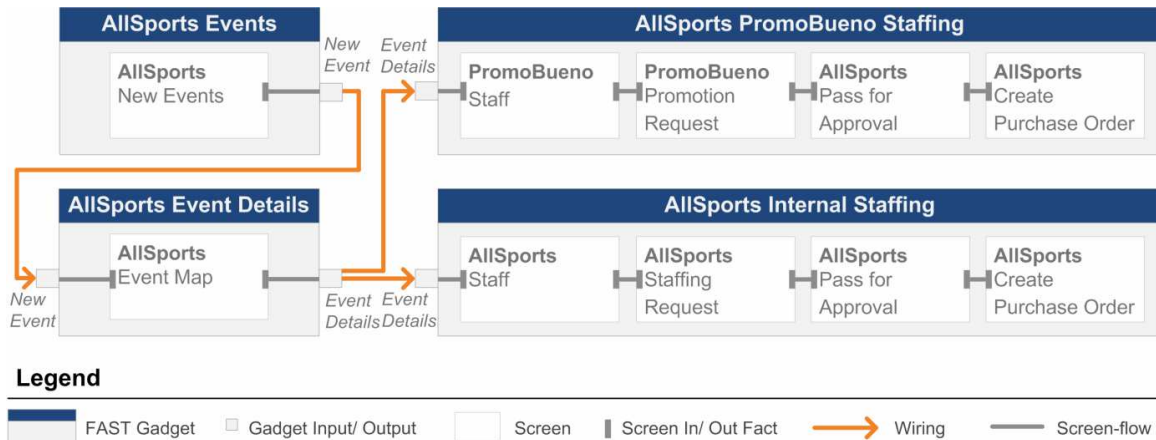 AllSports Events
New
Event
Event
Details
AllSports PromoBueno Staffing
AllSports
New Events
PromoBueno
Staff
PromoBueno
Promotion
Request
AllSports
Pass for
Approval
AllSports
Create
Purchase Order
AllSports Event Details
AllSports Internal Staffing
AllSports
Event Map
AllSports
Staff
AllSports
Staffing
Request
AllSports
Pass for
Approval
AllSports
Create
Purchase Order
New
Event
Event
Details
Event
Details
Legend
FAST Gadget
Gadget Input/ Output
Screen
Screen In/ Out Fact
Wiring
Screen-flow